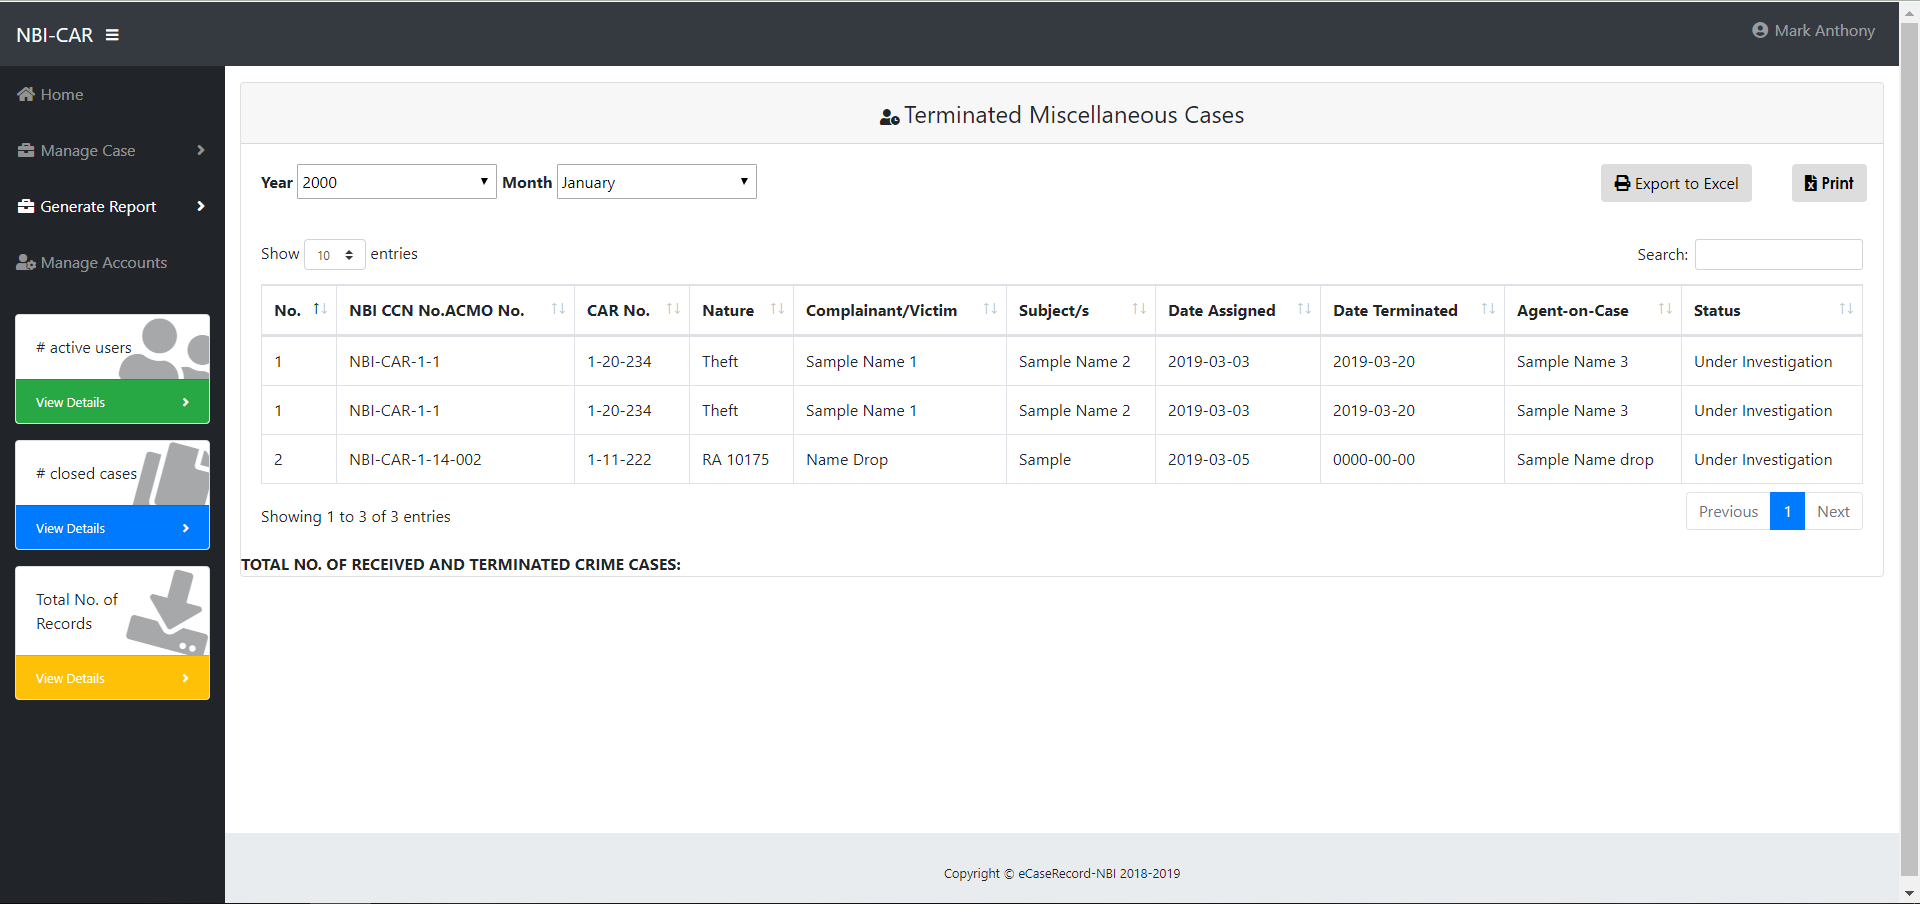 NBI-CAR
Mark Anthony
Home
Manage Case
Generate Report
Manage Accounts
# active users
View Details
# closed cases
View Details
Total No. of
Records
View Details
Terminated Miscellaneous Cases
Year 2000 Month January
Export to Excel Print
Show 10 entries
Search:
No. NBI CCN No.ACMO No. CAR No. Nature Complainant/Victim Subject/s Date Assigned Date Terminated Agent-on-Case Status
1 NBI-CAR-1-1 1-20-234 Theft Sample Name 1 Sample Name 2 2019-03-03 2019-03-20 Sample Name 3 Under Investigation
1 NBI-CAR-1-1 1-20-234 Theft Sample Name 1 Sample Name 2 2019-03-03 2019-03-20 Sample Name 3 Under Investigation
2 NBI-CAR-1-14-002 1-11-222 RA 10175 Name Drop Sample 2019-03-05 0000-00-00 Sample Name drop Under Investigation
Showing 1 to 3 of 3 entries
Previous 1 Next
TOTAL NO. OF RECEIVED AND TERMINATED CRIME CASES:
Copyright © eCaseRecord-NBI 2018-2019